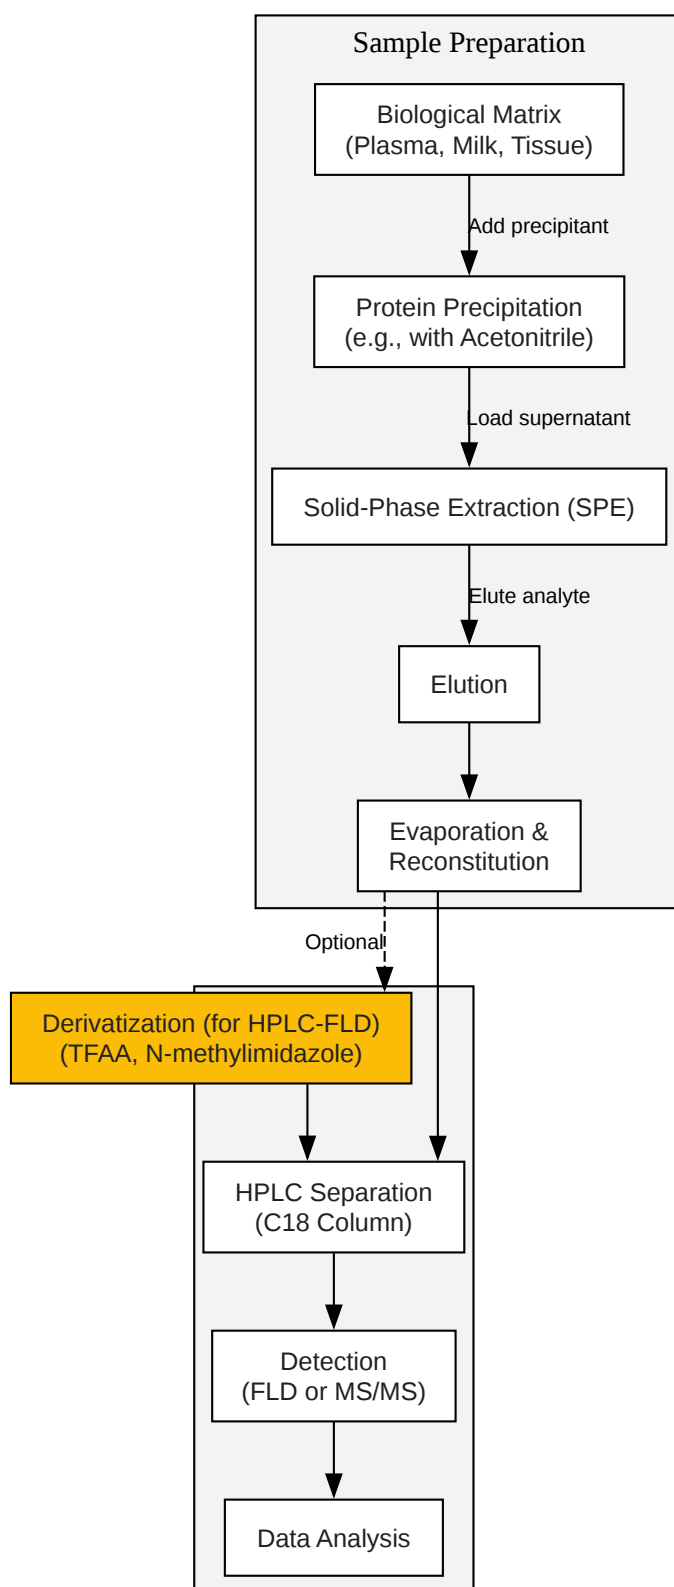 Sample Preparation
Biological Matrix
(Plasma, Milk, Tissue)
Add precipitant
Protein Precipitation
(e.g., with Acetonitrile)
Load supernatant
Solid-Phase Extraction (SPE)
Elute analyte
Elution
Evaporation &
Reconstitution
Optional
Derivatization (for HPLC-FLD)
(TFAA, N-methylimidazole)
HPLC Separation
(C18 Column)
Detection
(FLD or MS/MS)
Data Analysis